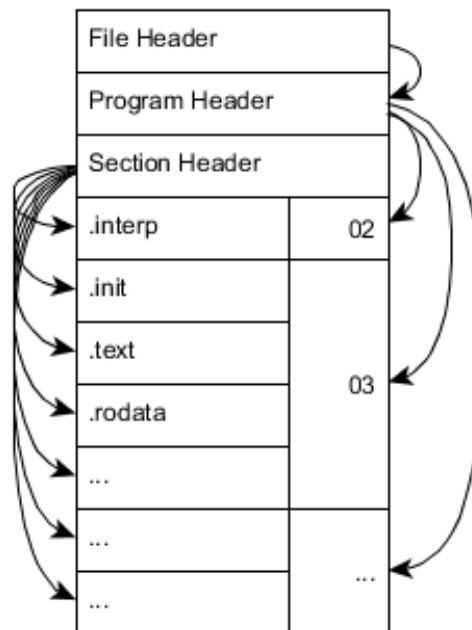 File Header
Program Header
Section Header
.interp
02
.init
.text
03
.rodata
...
...
...
...